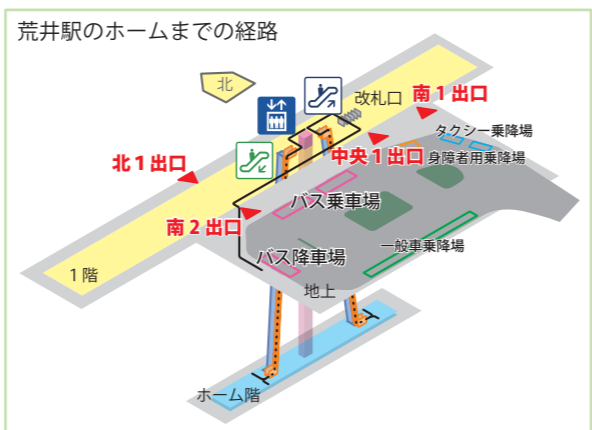 荒井駅のホームまでの経路
北
改札口
南1出口
タクシー乗降場
中央1出口
身障者用乗降場
北1出口
バス乗車場
南2出口
一般車乗降場
バス降車場
1階
地上
ホーム階